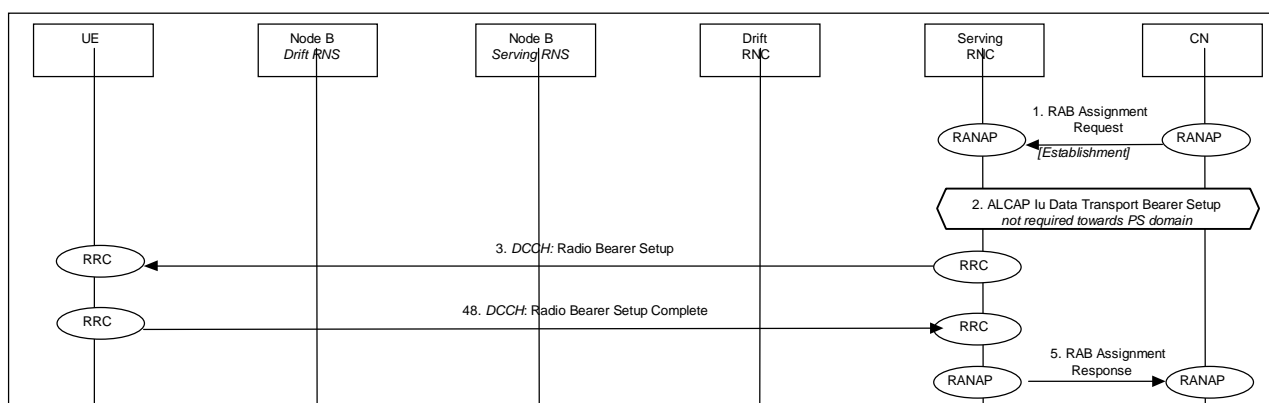 UE
Node B
Drift RNS
Node B
Serving RNS
Drift
RNC
Serving
RNC
CN
1. RAB Assignment
Request
RANAP
RANAP
[Establishment]
2. ALCAP Iu Data Transport Bearer Setup
not required towards PS domain
3. DCCH: Radio Bearer Setup
RRC
RRC
48. DCCH: Radio Bearer Setup Complete
RRC
RRC
5. RAB Assignment
Response
RANAP
RANAP